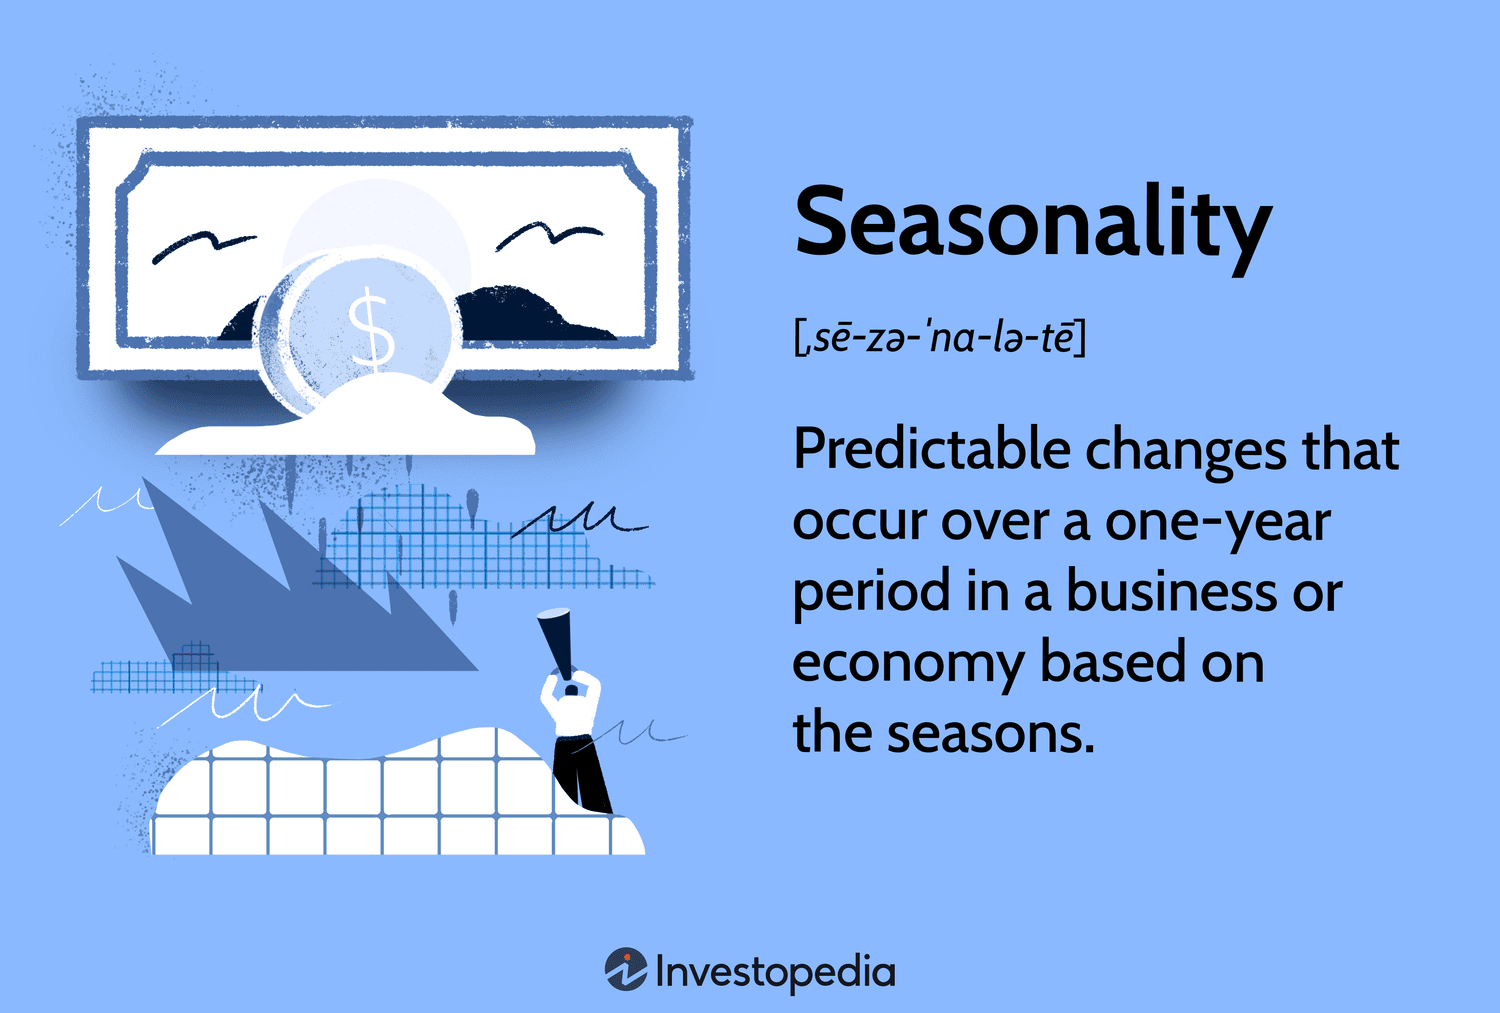 $
Seasonality
[ˌsē-zə-ˈna-lə-tē]
Predictable changes that
occur over a one-year
period in a business or
economy based on
the seasons.
Investopedia